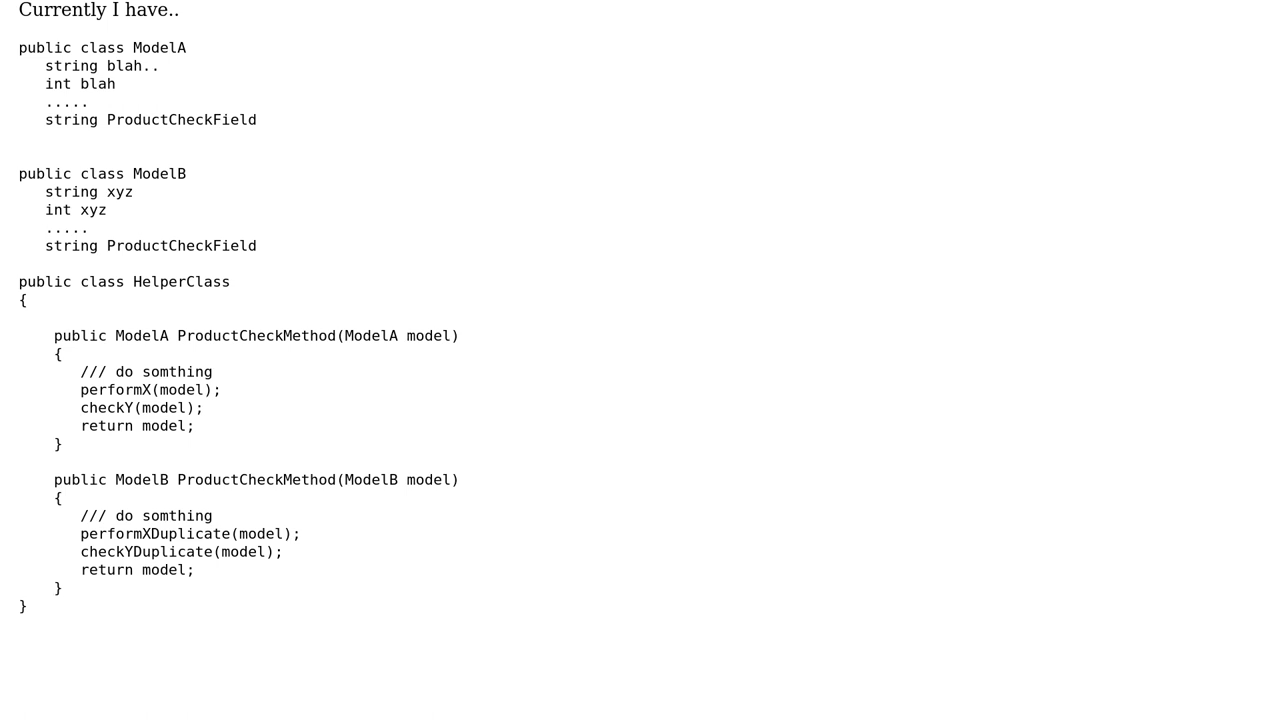 Currently I have..
public class ModelA
string blah..
int blah
.....
string ProductCheckField
public class ModelB
string xyz
int xyz
.....
string ProductCheckField
public class HelperClass
{
public ModelA ProductCheckMethod(ModelA model)
{
/// do somthing
performX(model);
checkY(model);
return model;
}
public ModelB ProductCheckMethod(ModelB model)
{
/// do somthing
performXDuplicate(model);
checkYDuplicate(model);
return model;
}
}